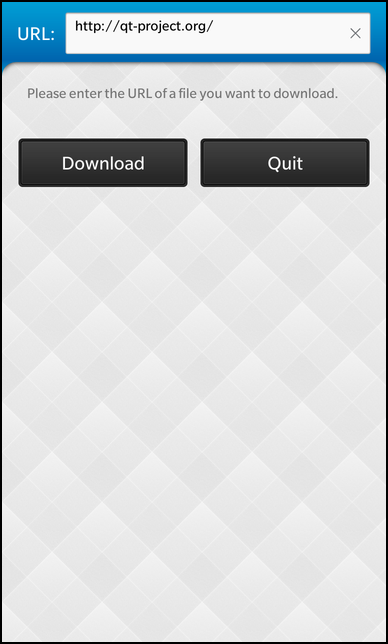 URL: http://qt-project.org/
Please enter the URL of a file you want to download.
Download Quit